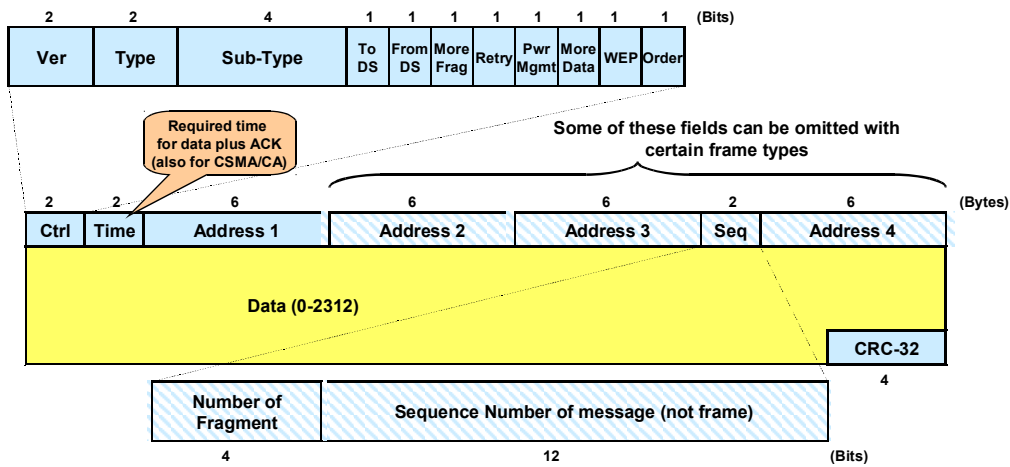 2 2 4 1 1 1 1 1 1 1 1 (Bits)
Ver Type Sub-Type To DS From DS More Frag Retry Pwr Mgmt More Data WEP Order
Required time
for data plus ACK
(also for CSMA/CA)
Some of these fields can be omitted with
certain frame types
2 2 6 6 6 2 6 (Bytes)
Ctrl Time Address 1 Address 2 Address 3 Seq Address 4
Data (0-2312)
CRC-32
4
Number of
Fragment
Sequence Number of message (not frame)
4 12 (Bits)